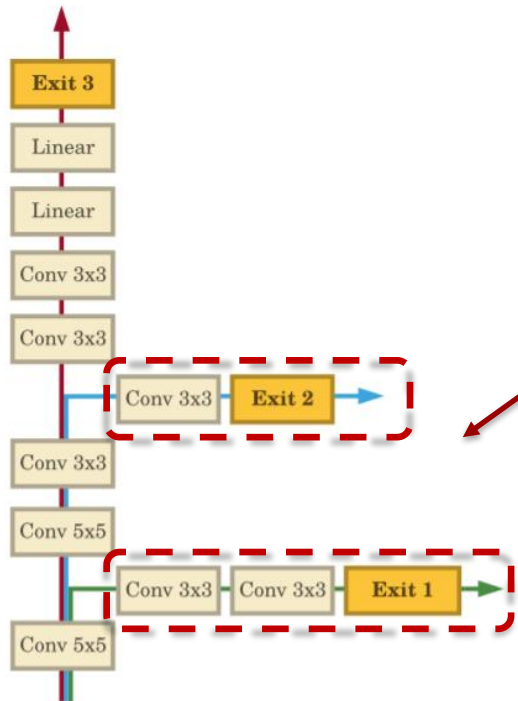 Exit 3
Linear
Linear
Conv 3x3
Conv 3x3
Conv 3x3 Exit 2
Conv 3x3
Conv 5x5
Conv 3x3 Conv 3x3 Exit 1
Conv 5x5